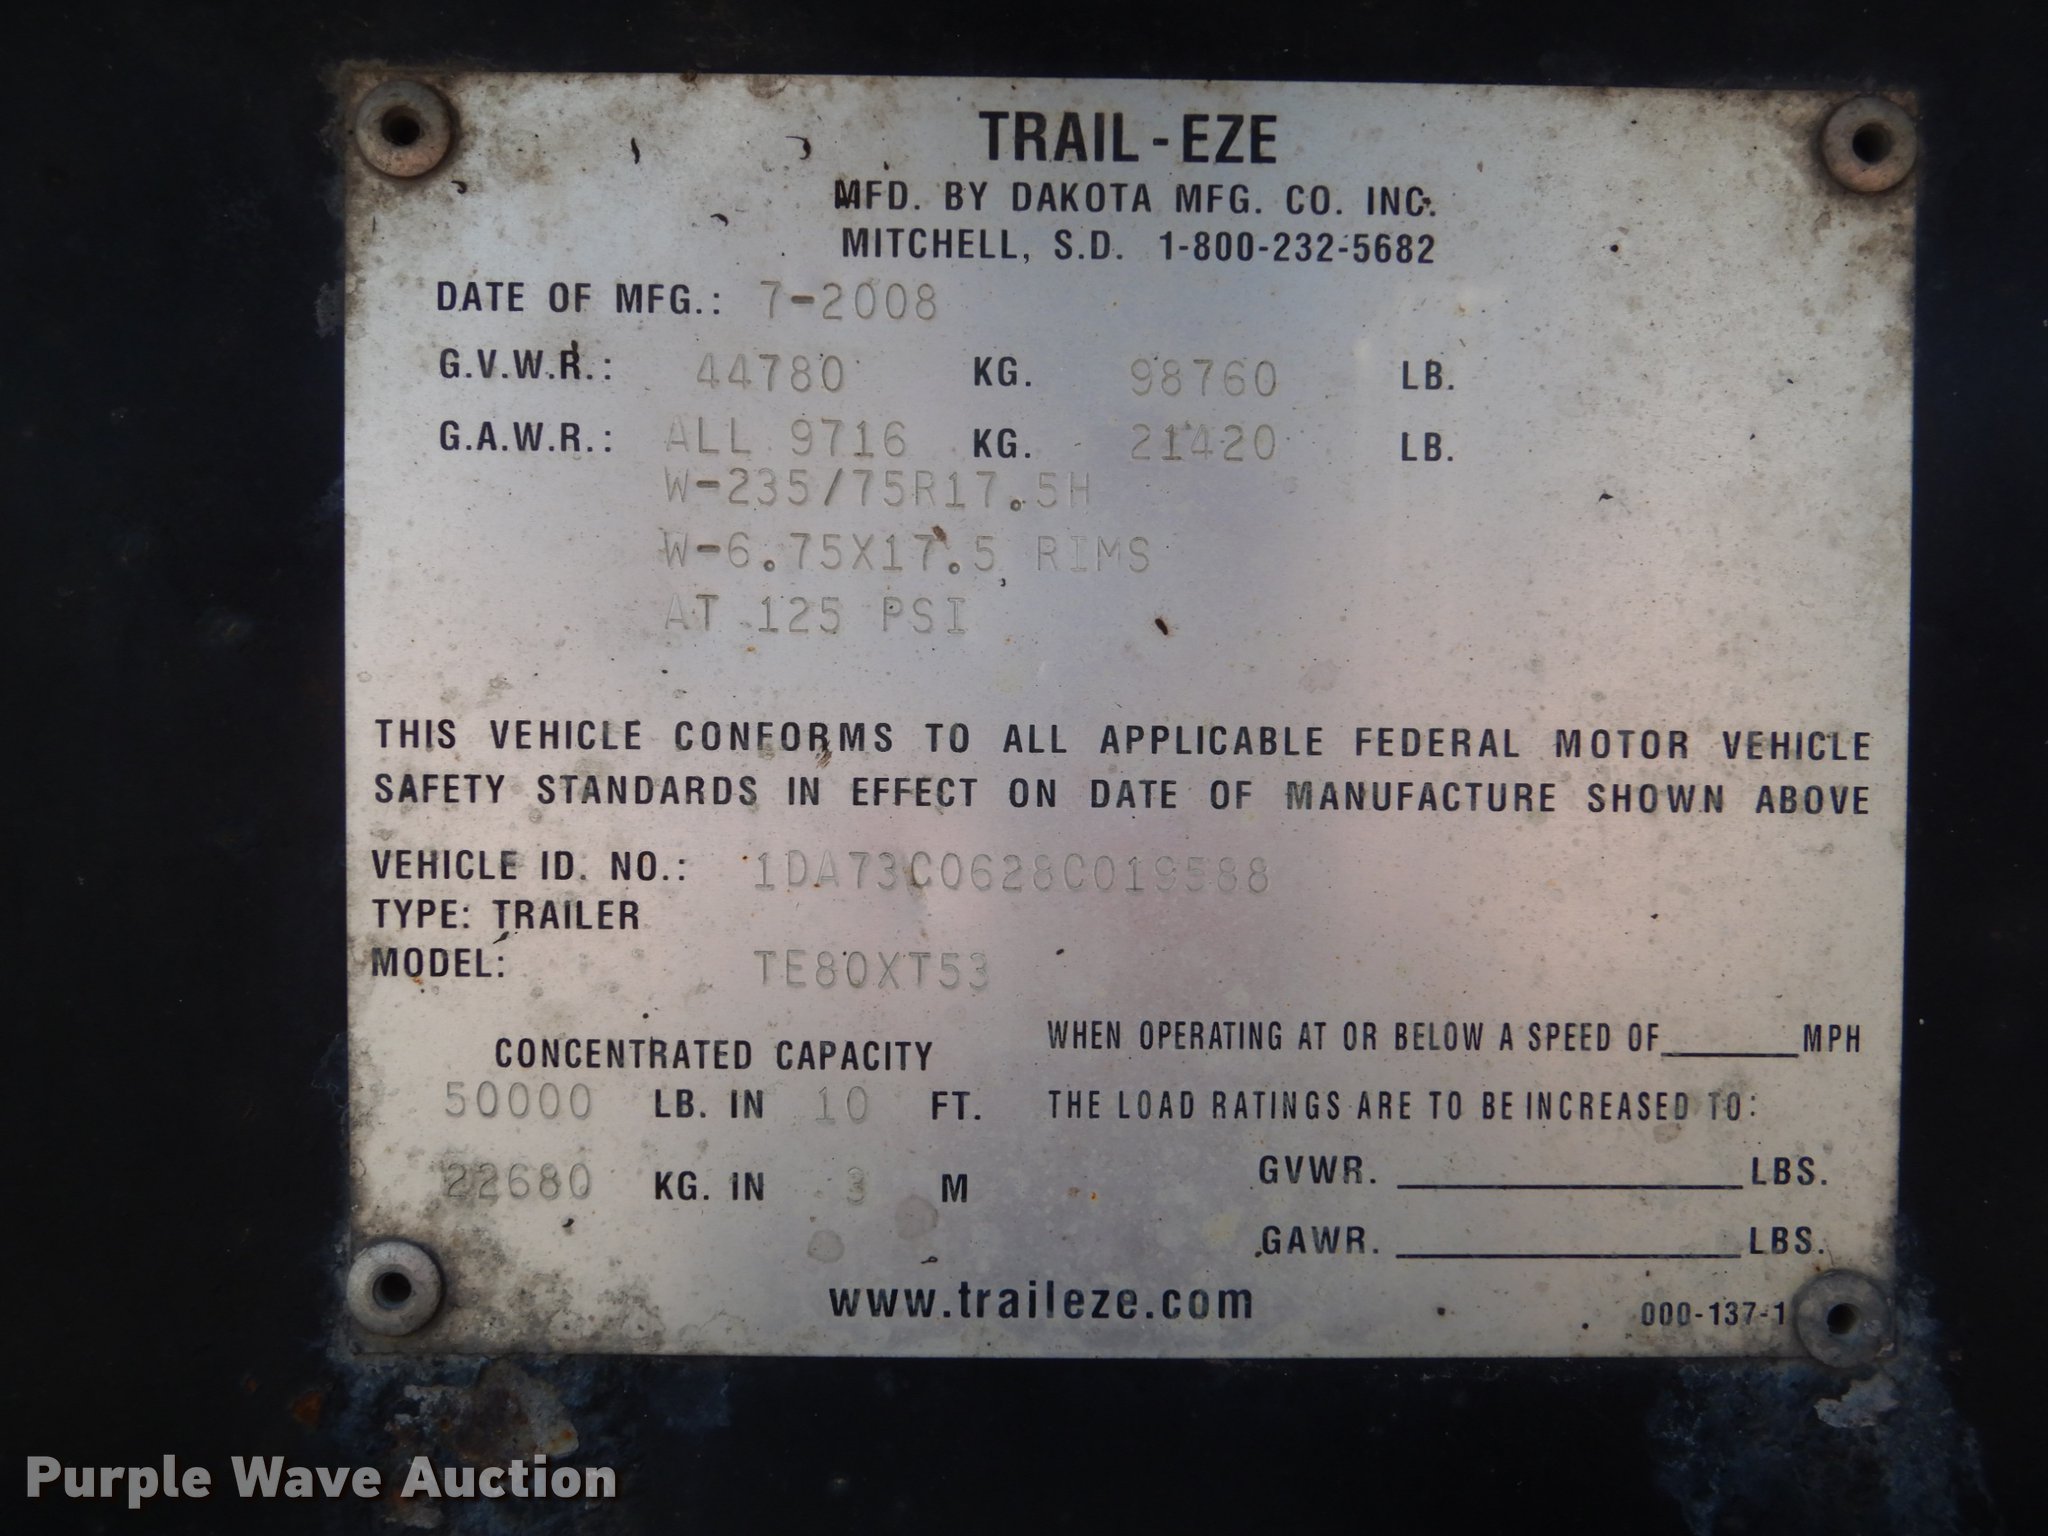 TRAIL-EZE
MFD. BY DAKOTA MFG. CO. INC.
MITCHELL, S.D. 1-800-232-5682
DATE OF MFG.: 7-2008
G.V.W.R.: 44780 KG. 98760 LB.
G.A.W.R.: ALL 9716 KG. 21420 LB.
W-235/75R17.5H
W-6.75X17.5 RIMS
AT 125 PSI
THIS VEHICLE CONFORMS TO ALL APPLICABLE FEDERAL MOTOR VEHICLE
SAFETY STANDARDS IN EFFECT ON DATE OF MANUFACTURE SHOWN ABOVE
VEHICLE ID. NO.: 1DA73C0628C019588
TYPE: TRAILER
MODEL: TE80XT53
CONCENTRATED CAPACITY
50000 LB. IN 10 FT.
22680 KG. IN 3 M
WHEN OPERATING AT OR BELOW A SPEED OF______MPH
THE LOAD RATINGS ARE TO BE INCREASED TO:
GVWR. ______________ LBS.
GAWR. ______________ LBS.
www.traileze.com
000-137-1
Purple Wave Auction